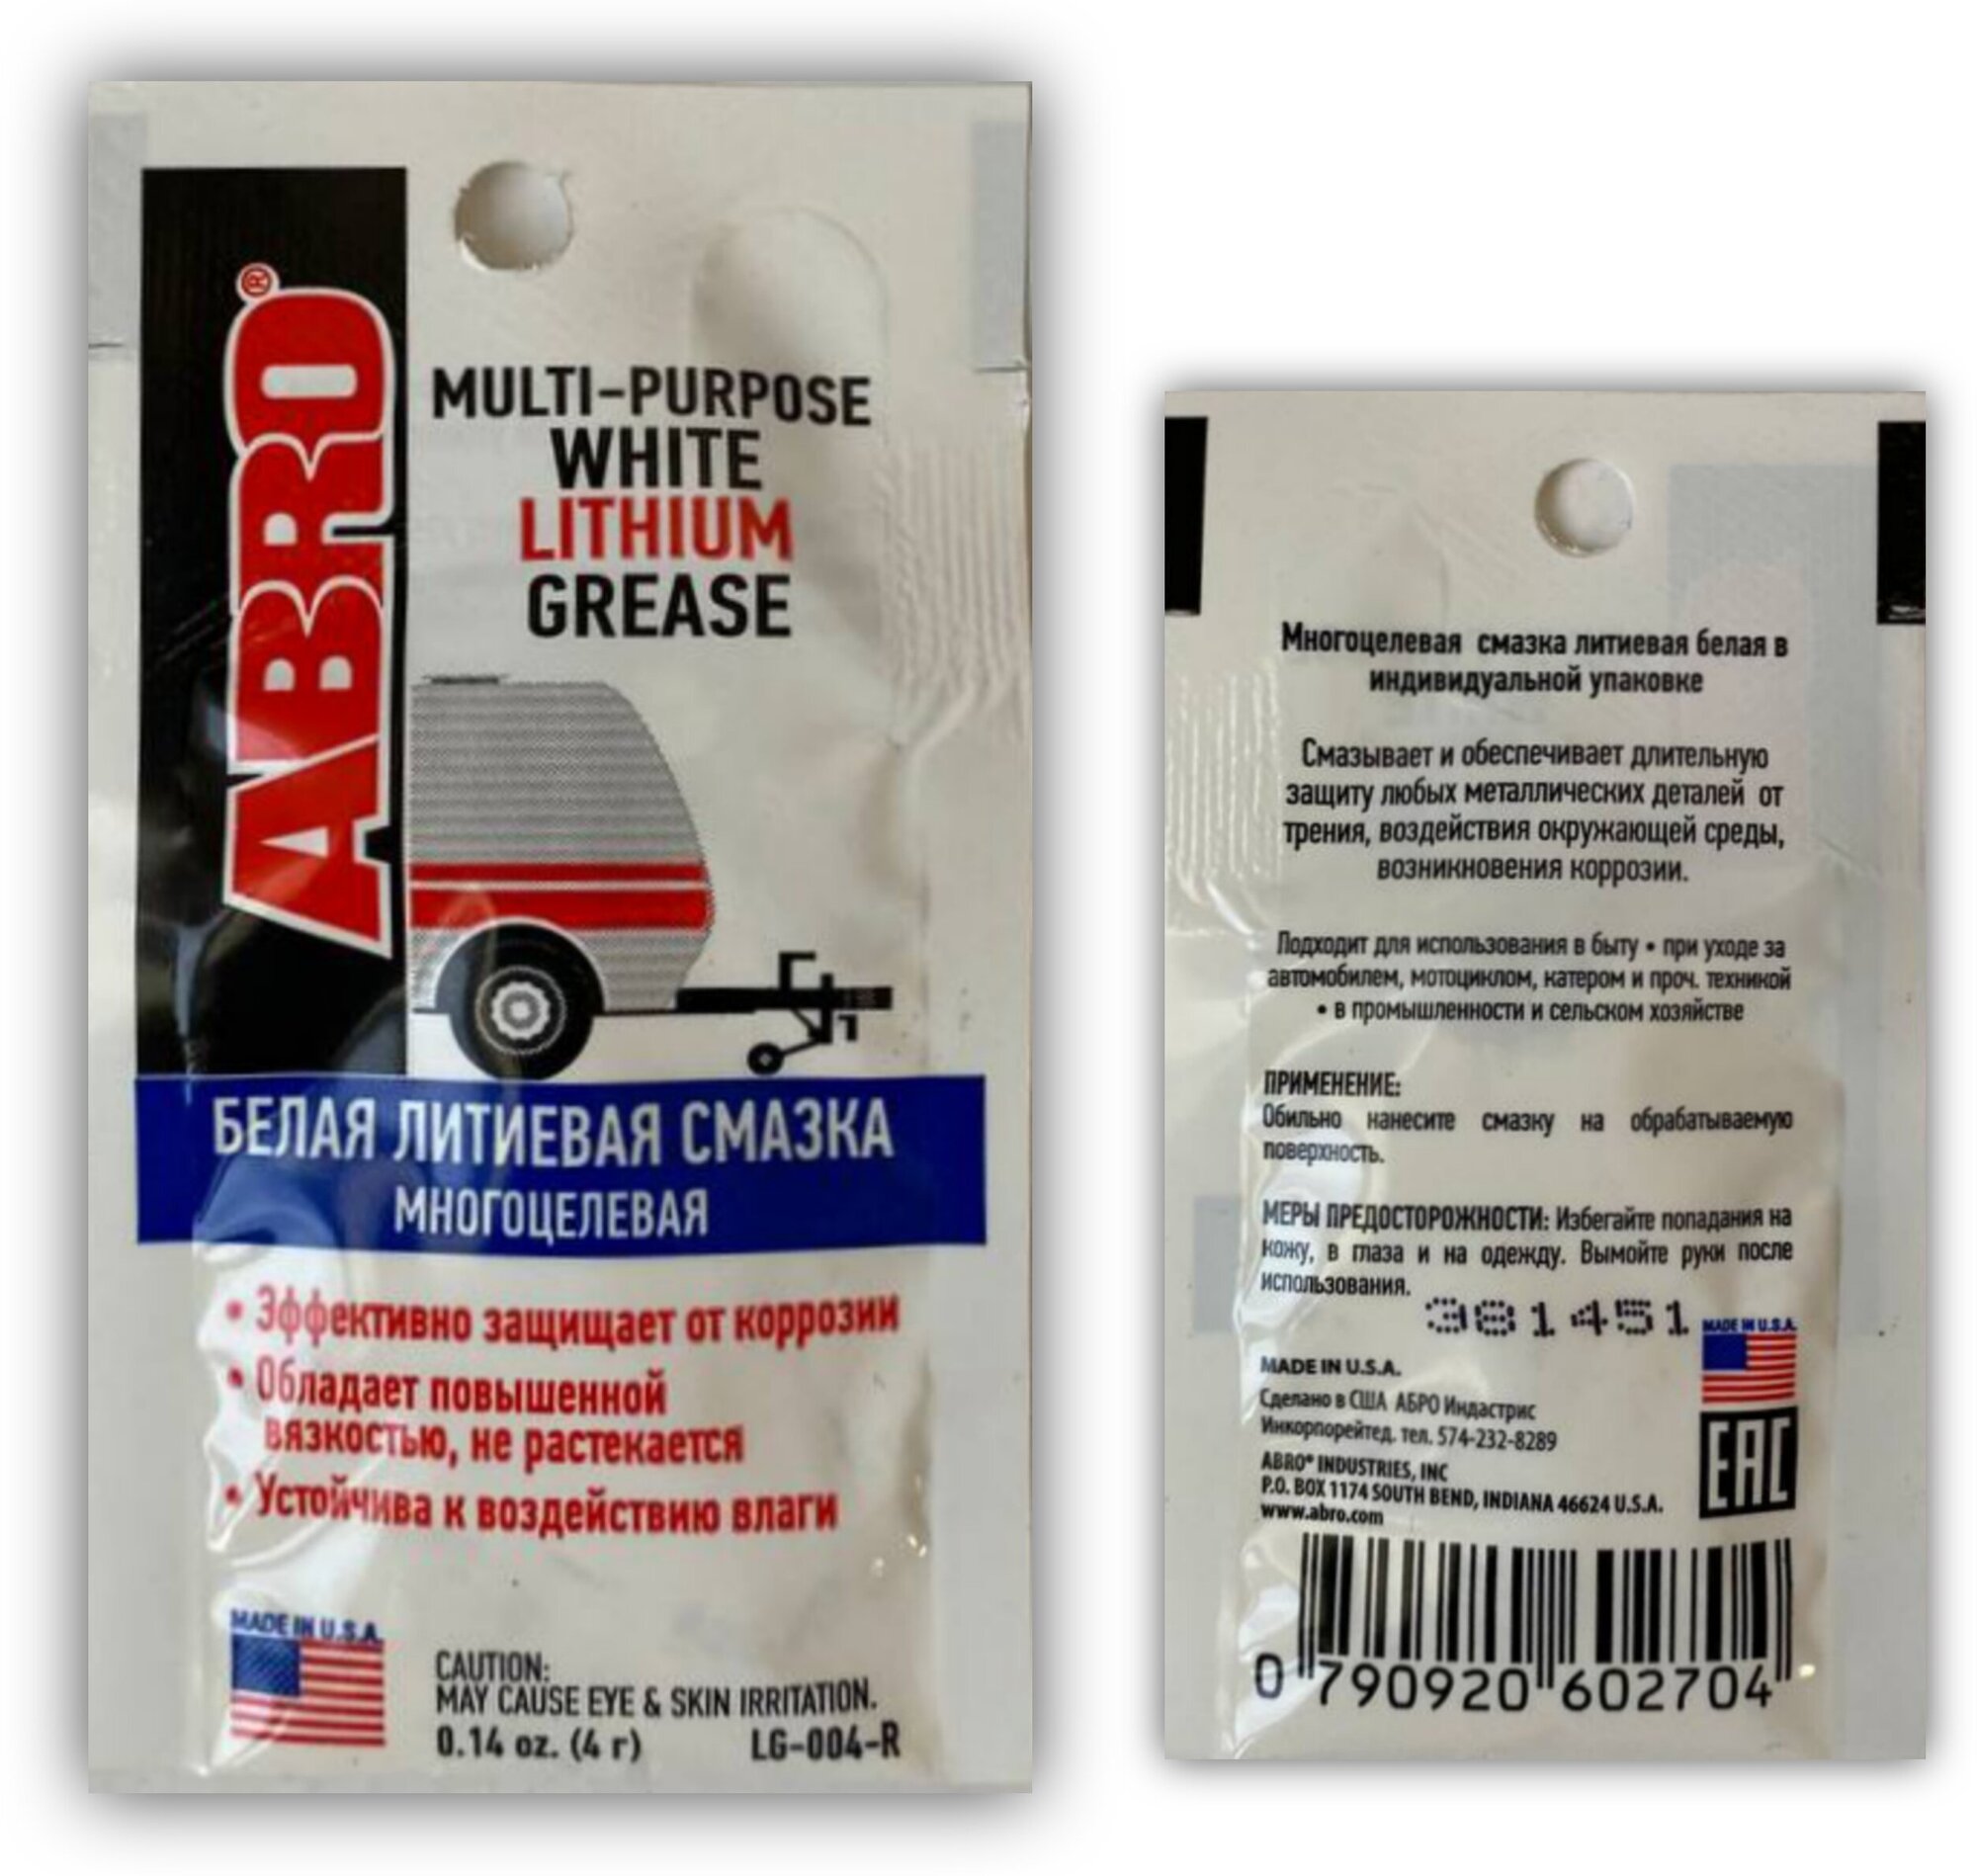 ABRO®
MULTI-PURPOSE
WHITE
LITHIUM
GREASE
БЕЛАЯ ЛИТИЕВАЯ СМАЗКА
МНОГОЦЕЛЕВАЯ
• Эффективно защищает от коррозии
• Обладает повышенной
вязкостью, не растекается
• Устойчива к воздействию влаги
MADE IN U.S.A.
CAUTION:
MAY CAUSE EYE & SKIN IRRITATION.
0.14 oz. (4 г) LG-004-R
Многоцелевая смазка литиевая белая в
индивидуальной упаковке
Смазывает и обеспечивает длительную
защиту любых металлических деталей от
трения, воздействия окружающей среды,
возникновения коррозии.
Подходит для использования в быту • при уходе за
автомобилем, мотоциклом, катером и проч. техникой
• в промышленности и сельском хозяйстве
ПРИМЕНЕНИЕ:
Обильно нанесите смазку на обрабатываемую
поверхность.
МЕРЫ ПРЕДОСТОРОЖНОСТИ: Избегайте попадания на
кожу, в глаза и на одежду. Вымойте руки после
использования.
381451
MADE IN U.S.A.
MADE IN U.S.A.
Сделано в США АБРО Индастрис
Инкорпорейтед. тел. 574-232-8289
ABRO® INDUSTRIES, INC
P.O. BOX 1174 SOUTH BEND, INDIANA 46624 U.S.A.
www.abro.com
EAC
0 790920 602704